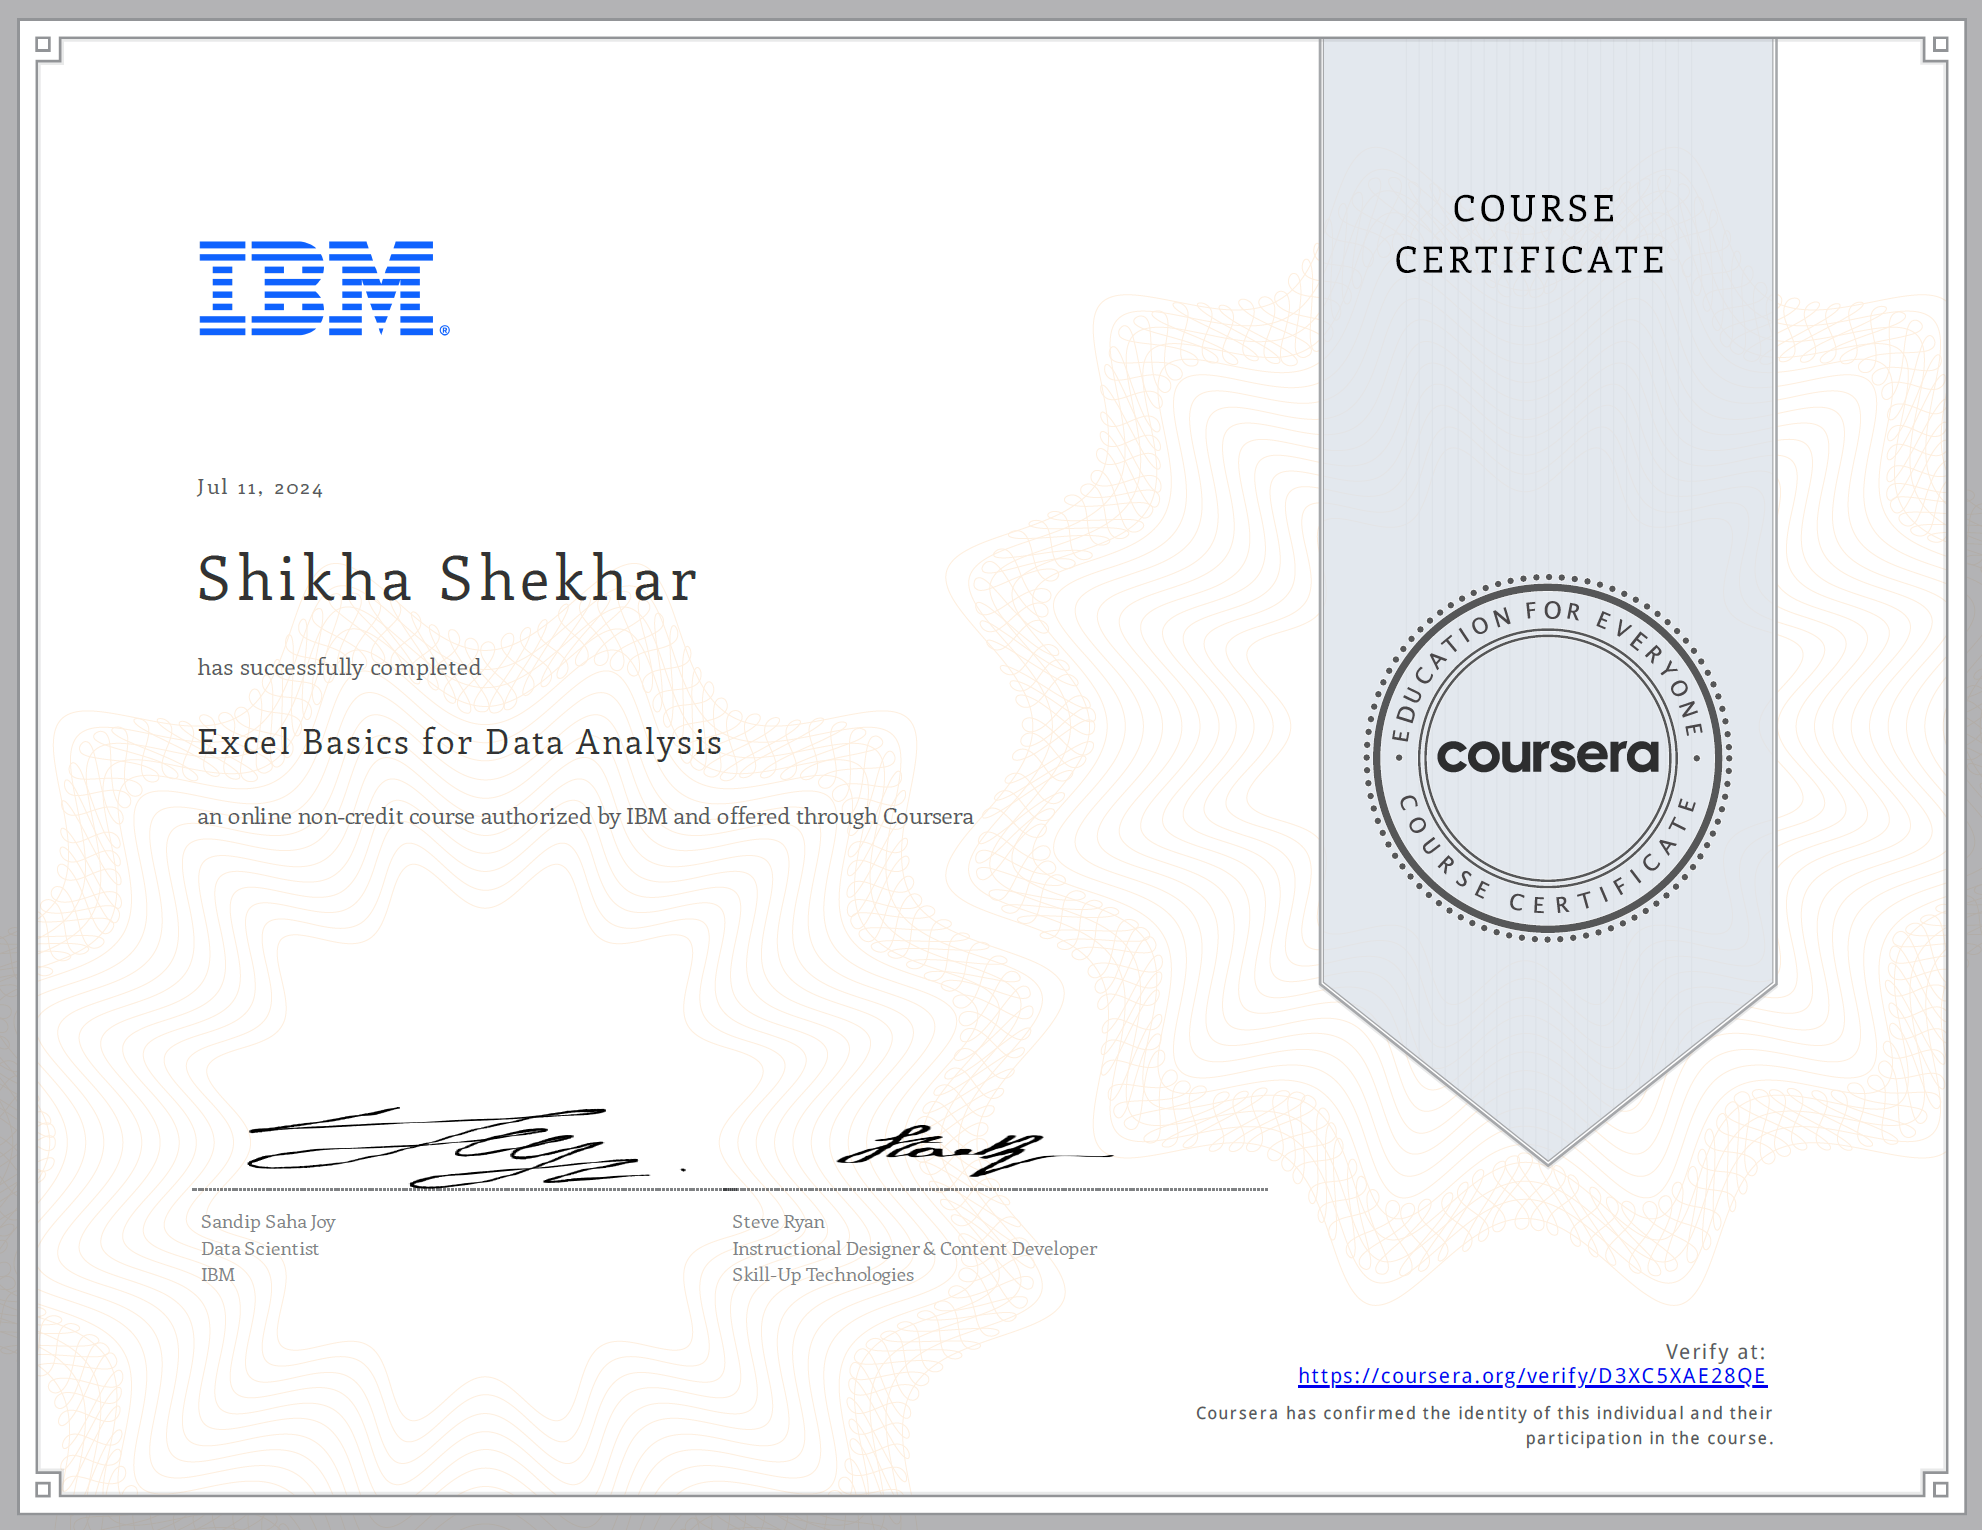 IBM®
COURSE
CERTIFICATE
Jul 11, 2024
Shikha Shekhar
has successfully completed
Excel Basics for Data Analysis
an online non-credit course authorized by IBM and offered through Coursera
EDUCATION FOR EVERYONE
coursera
COURSE CERTIFICATE
Sandip Saha Joy
Data Scientist
IBM
Steve Ryan
Instructional Designer & Content Developer
Skill-Up Technologies
Verify at:
https://coursera.org/verify/D3XC5XAE28QE
Coursera has confirmed the identity of this individual and their
participation in the course.